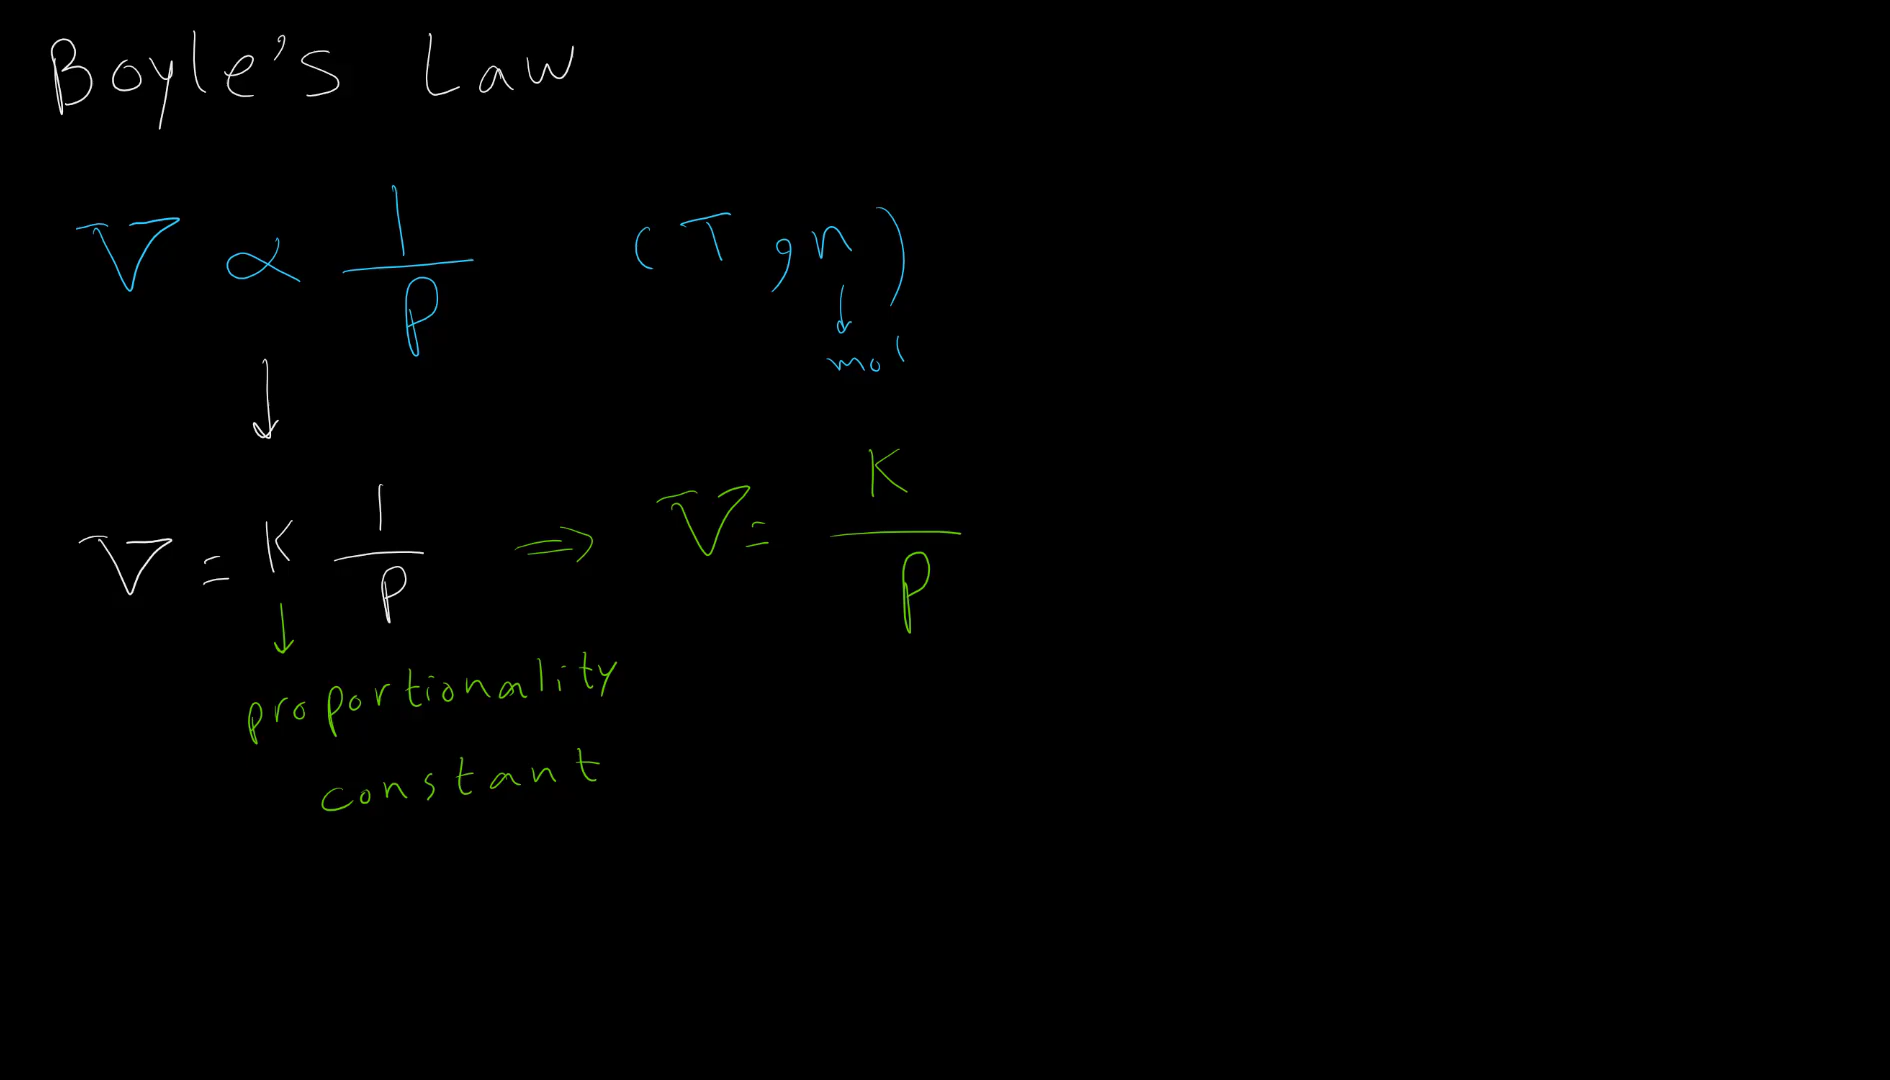 Boyle's Law
V ∝ 1/P (T, n)
↓ mol
↓
V = K 1/P ⇒ V = K/P
↓
proportionality
constant